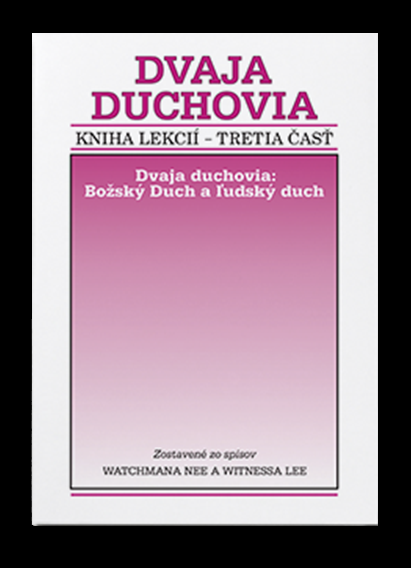 DVAJA
DUCHOVIA
KNIHA LEKCIÍ – TRETIA ČASŤ
Dvaja duchovia:
Božský Duch a ľudský duch
Zostavené zo spisov
WATCHMANA NEE A WITNESSA LEE